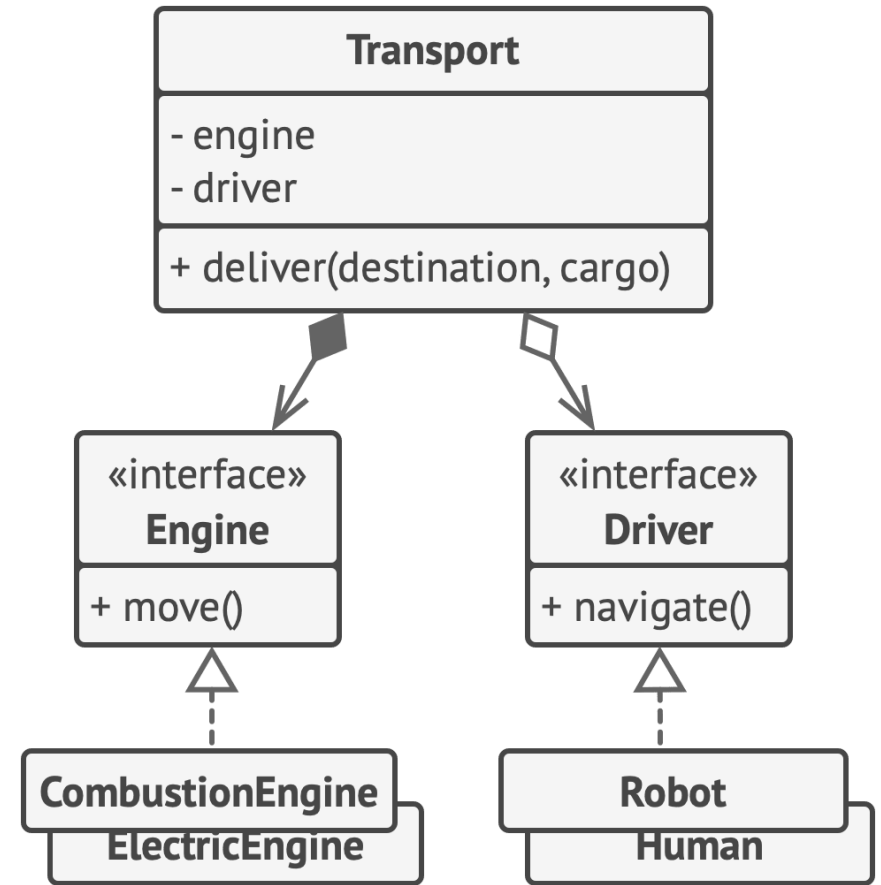 Transport
- engine
- driver
+ deliver(destination, cargo)
«interface»
Engine
+ move()
«interface»
Driver
+ navigate()
CombustionEngine
ElectricEngine
Robot
Human